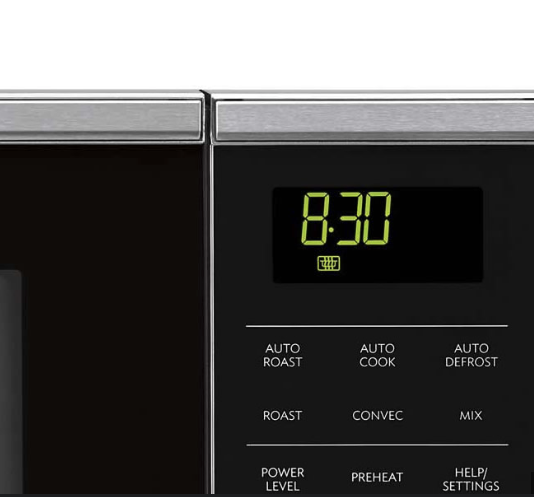 8:30
AUTO ROAST AUTO COOK AUTO DEFROST
ROAST CONVEC MIX
POWER LEVEL PREHEAT HELP/ SETTINGS